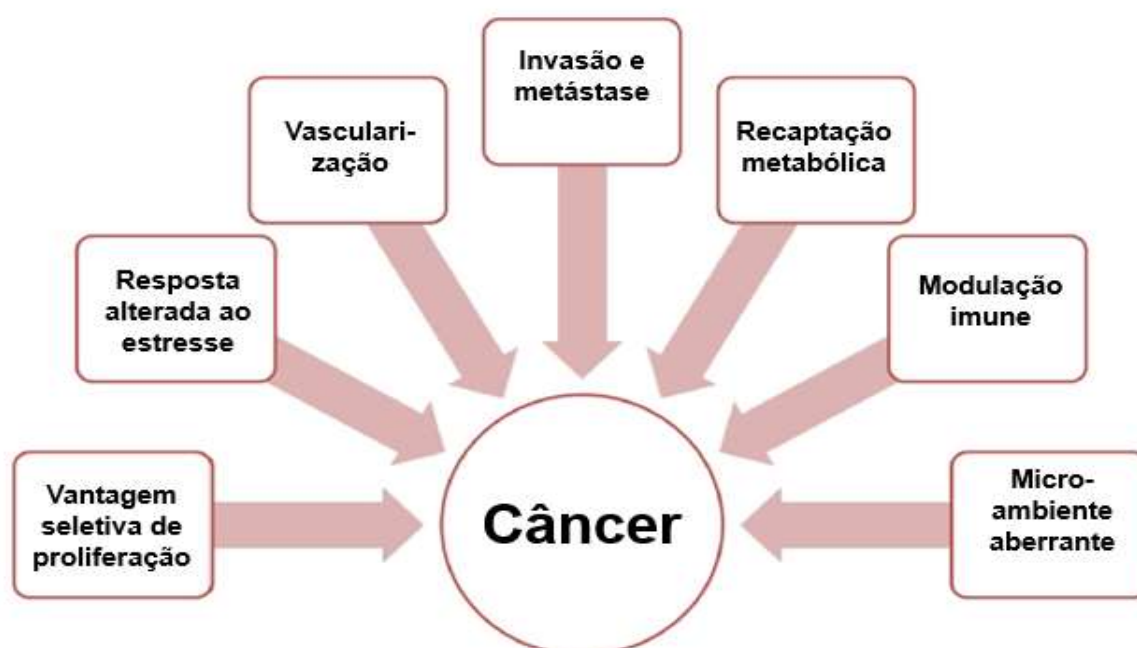 Invasão e
metástase
Vasculari-
zação
Recaptação
metabólica
Resposta
alterada ao
estresse
Modulação
imune
Vantagem
seletiva de
proliferação
Câncer
Micro-
ambiente
aberrante